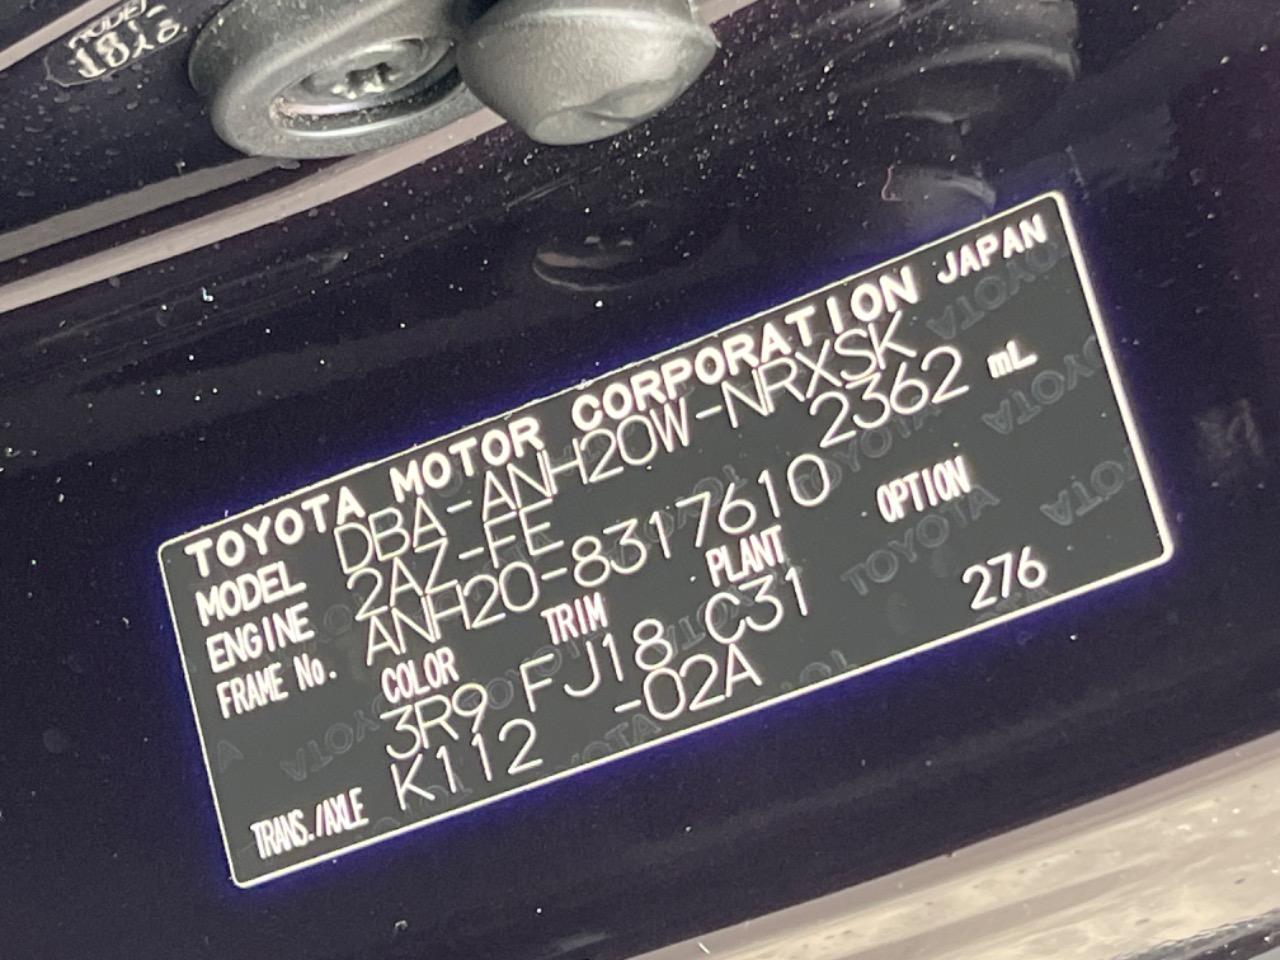 TOYOTA MOTOR CORPORATION JAPAN
MODEL DBA-ANH20W-NRXSK
ENGINE 2AZ-FE 2362 mL
FRAME No. ANH20-8317610
COLOR TRIM PLANT OPTION
3R9 FJ18 C31 276
TRANS./AXLE K112 -02A